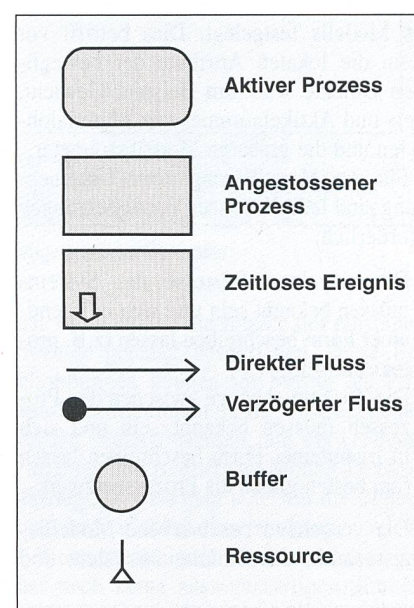 Aktiver Prozess
Angestossener
Prozess
Zeitloses Ereignis
Direkter Fluss
Verzögerter Fluss
Buffer
Ressource